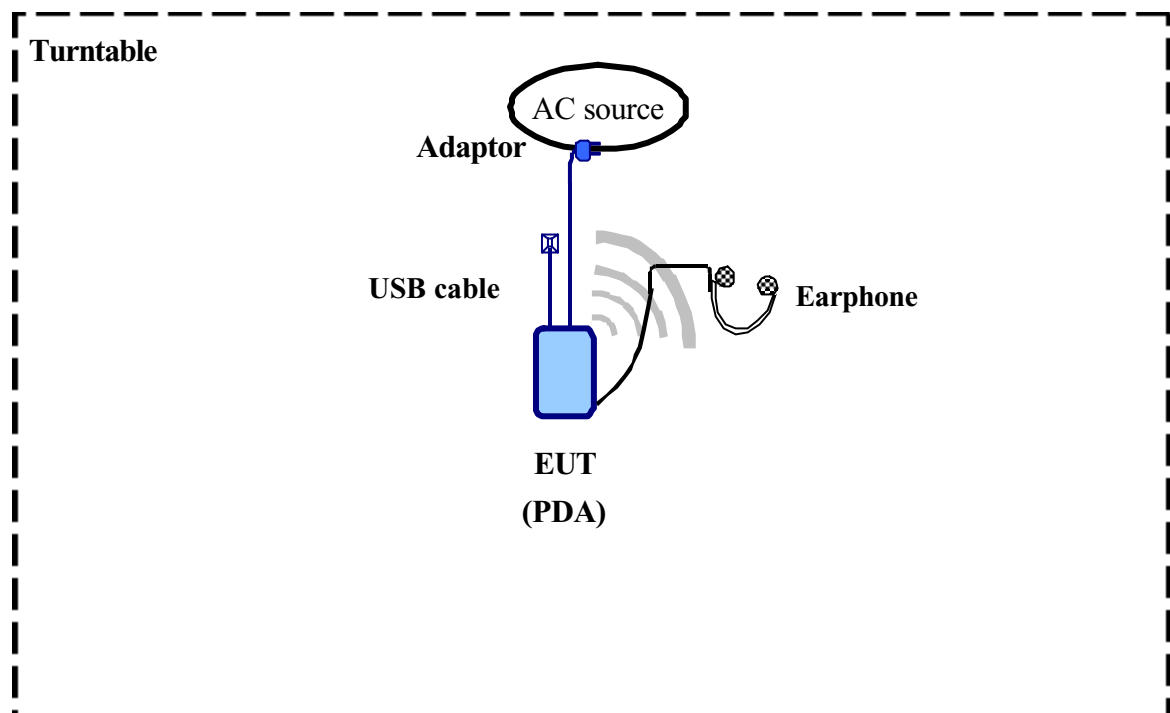 Turntable
AC source
Adaptor
USB cable
Earphone
EUT
(PDA)